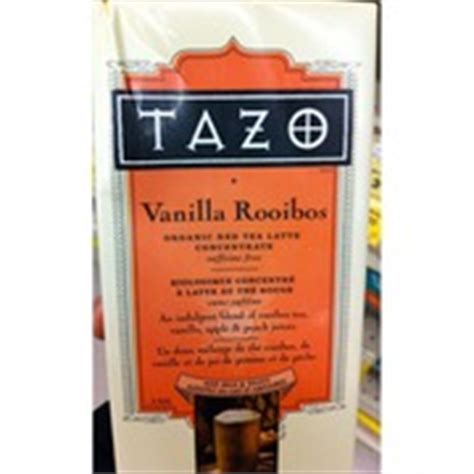 TAZO
Vanilla Rooibos
ORGANIC RED TEA LATTE
CONCENTRATE
caffeine free
BIOLOGIQUE CONCENTRÉ
À LATTE AU THÉ ROUGE
sans caféine
An indulgent blend of rooibos tea,
vanilla, apple & peach juices
Un doux mélange de thé rooibos, de
vanille et de jus de pomme et de pêche